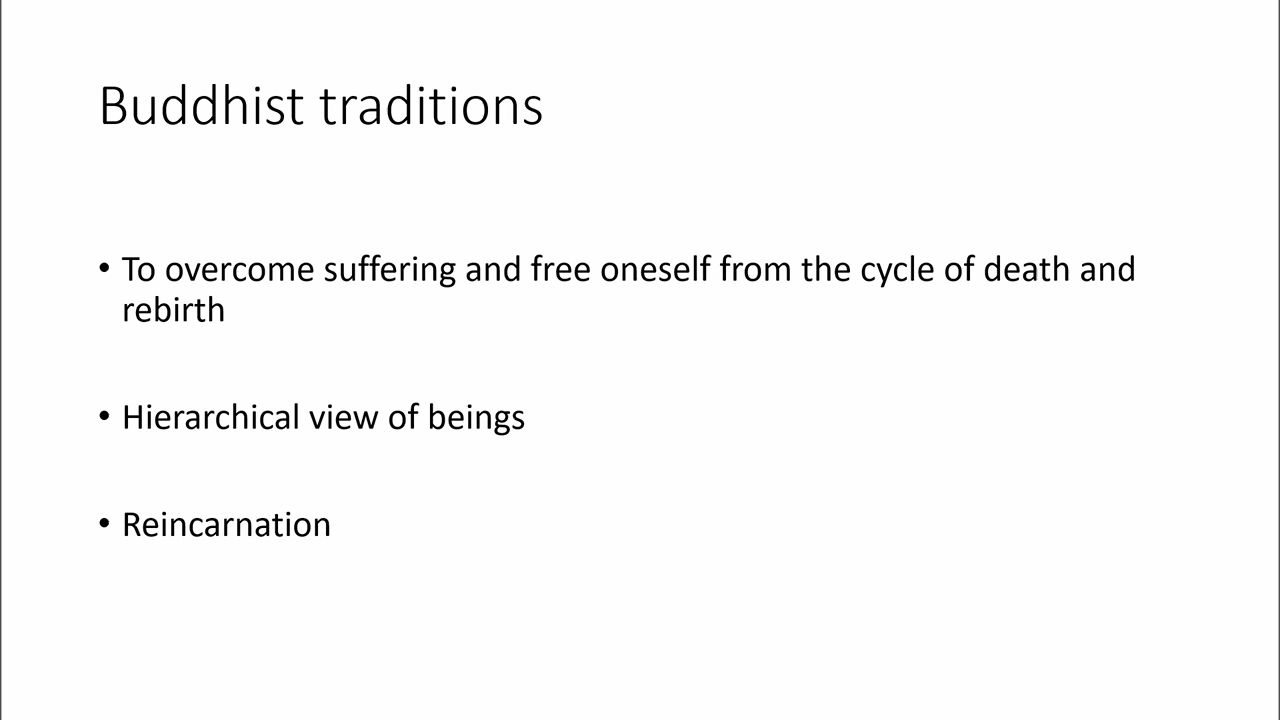 Buddhist traditions
• To overcome suffering and free oneself from the cycle of death and
rebirth
• Hierarchical view of beings
• Reincarnation